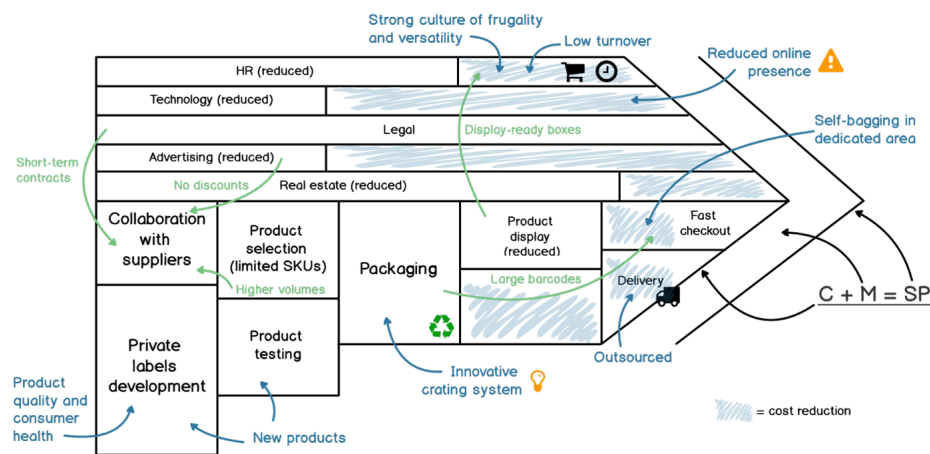 Strong culture of frugality
and versatility
Low turnover
Reduced online
presence
HR (reduced)
Technology (reduced)
Self-bagging in
dedicated area
Legal
Display-ready boxes
Short-term
contracts
Advertising (reduced)
No discounts
Real estate (reduced)
Collaboration
with
suppliers
Product
selection
(limited SKUs)
Packaging
Product
display
(reduced)
Fast
checkout
Higher volumes
Large barcodes
Delivery
C + M = SP
Private
labels
development
Product
testing
Outsourced
Innovative
crating system
Product
quality and
consumer
health
New products
= cost reduction